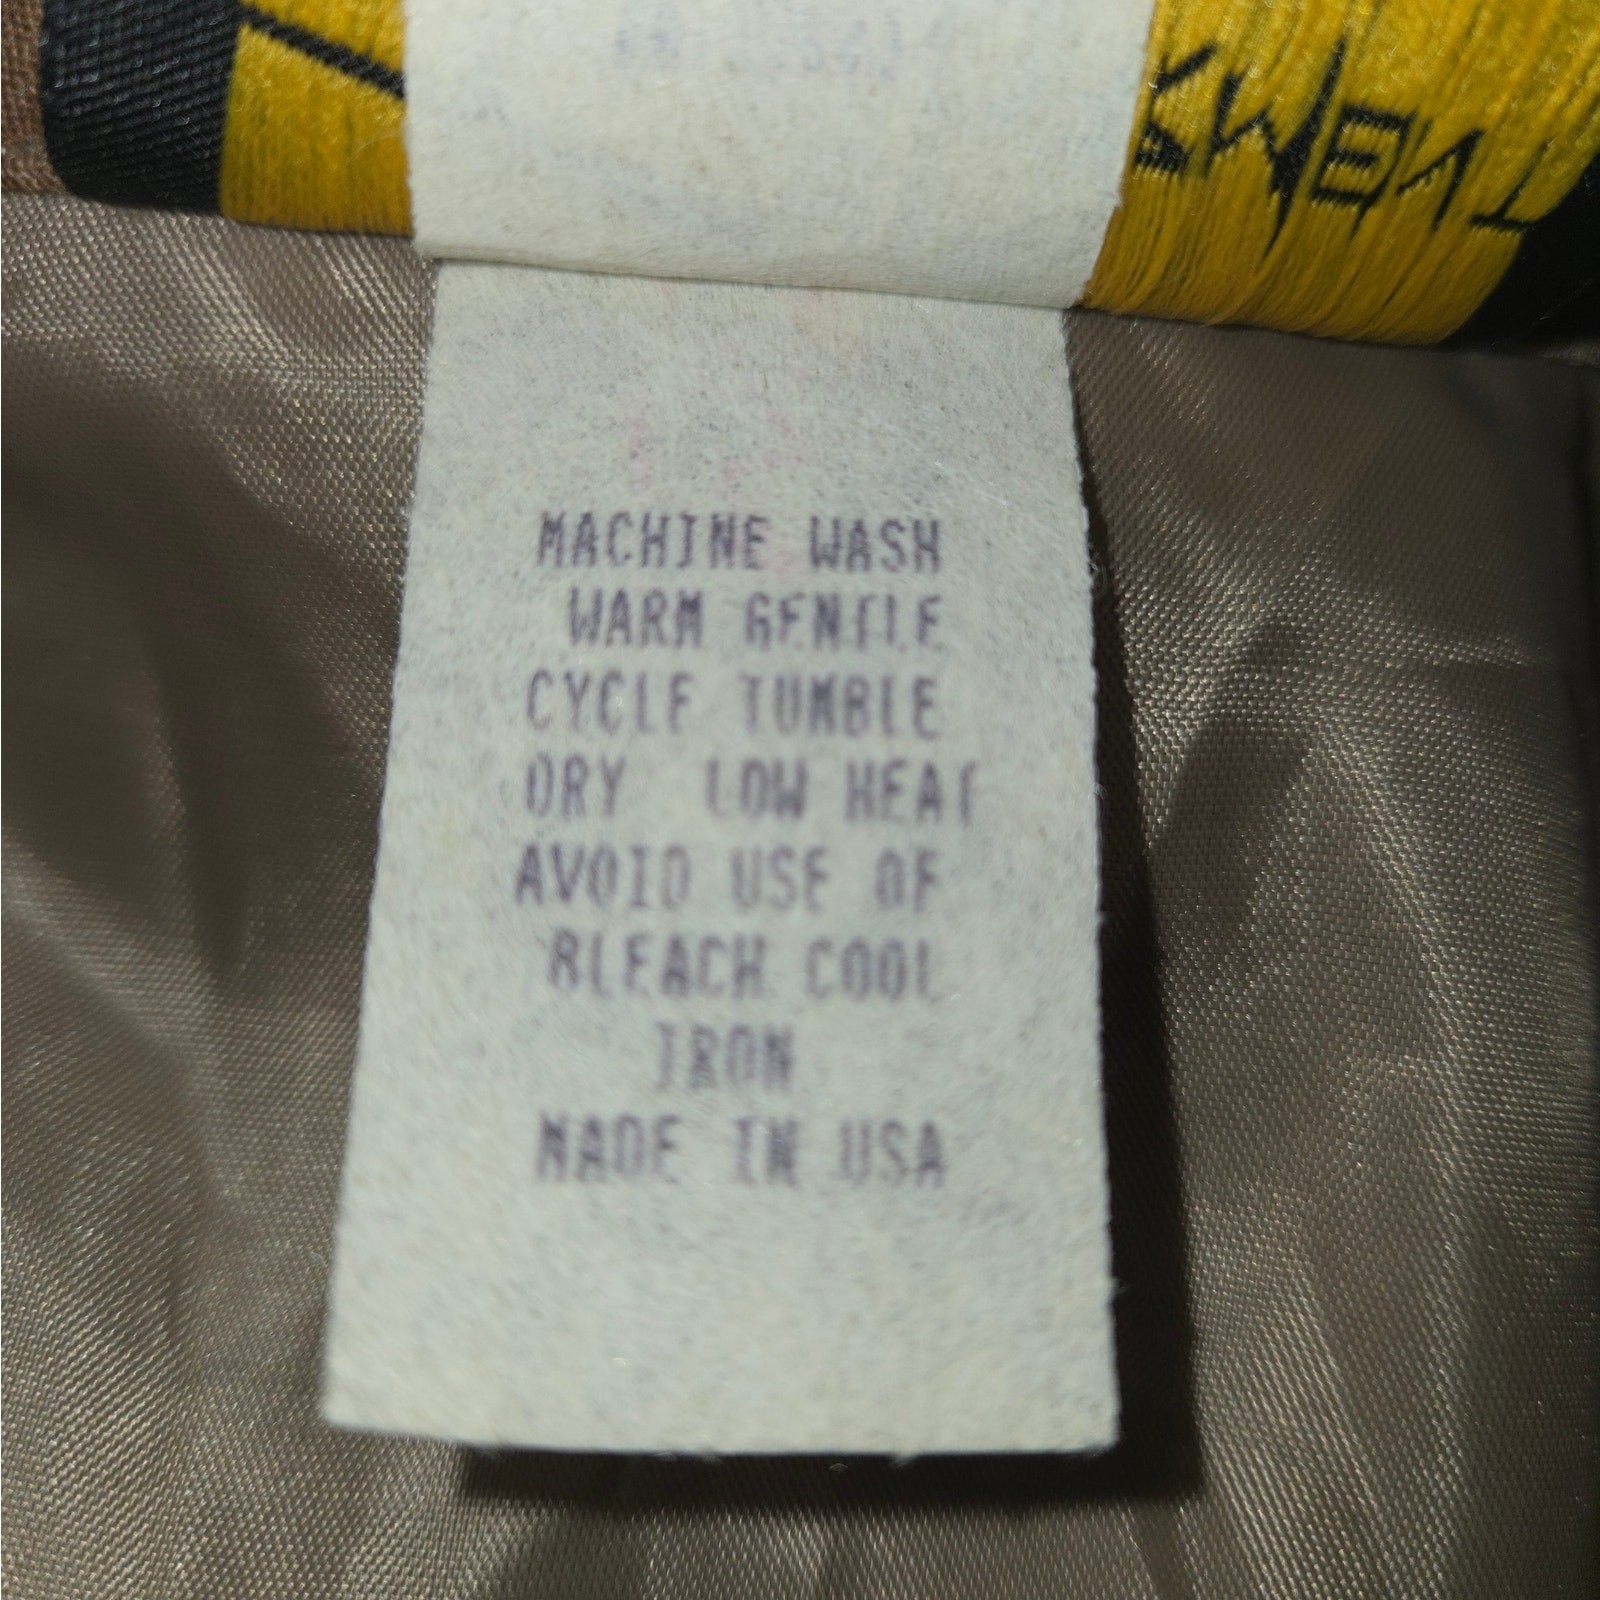 MACHINE WASH
WARM GENTLE
CYCLE TUMBLE
DRY LOW HEAT
AVOID USE OF
BLEACH COOL
IRON
MADE IN USA